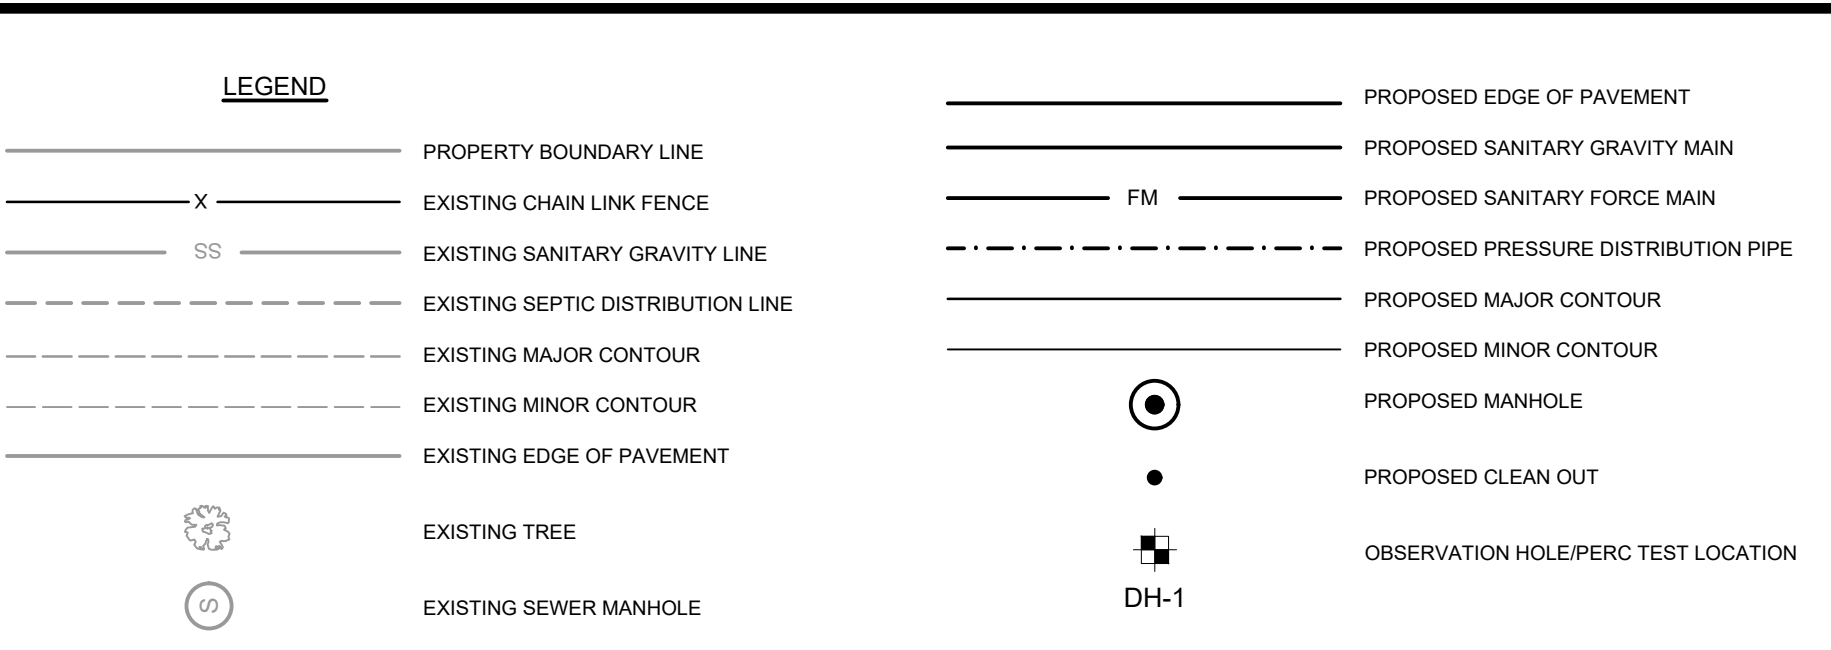 LEGEND
PROPERTY BOUNDARY LINE
X EXISTING CHAIN LINK FENCE
SS EXISTING SANITARY GRAVITY LINE
EXISTING SEPTIC DISTRIBUTION LINE
EXISTING MAJOR CONTOUR
EXISTING MINOR CONTOUR
EXISTING EDGE OF PAVEMENT
EXISTING TREE
S EXISTING SEWER MANHOLE
PROPOSED EDGE OF PAVEMENT
PROPOSED SANITARY GRAVITY MAIN
FM PROPOSED SANITARY FORCE MAIN
PROPOSED PRESSURE DISTRIBUTION PIPE
PROPOSED MAJOR CONTOUR
PROPOSED MINOR CONTOUR
PROPOSED MANHOLE
PROPOSED CLEAN OUT
OBSERVATION HOLE/PERC TEST LOCATION
DH-1